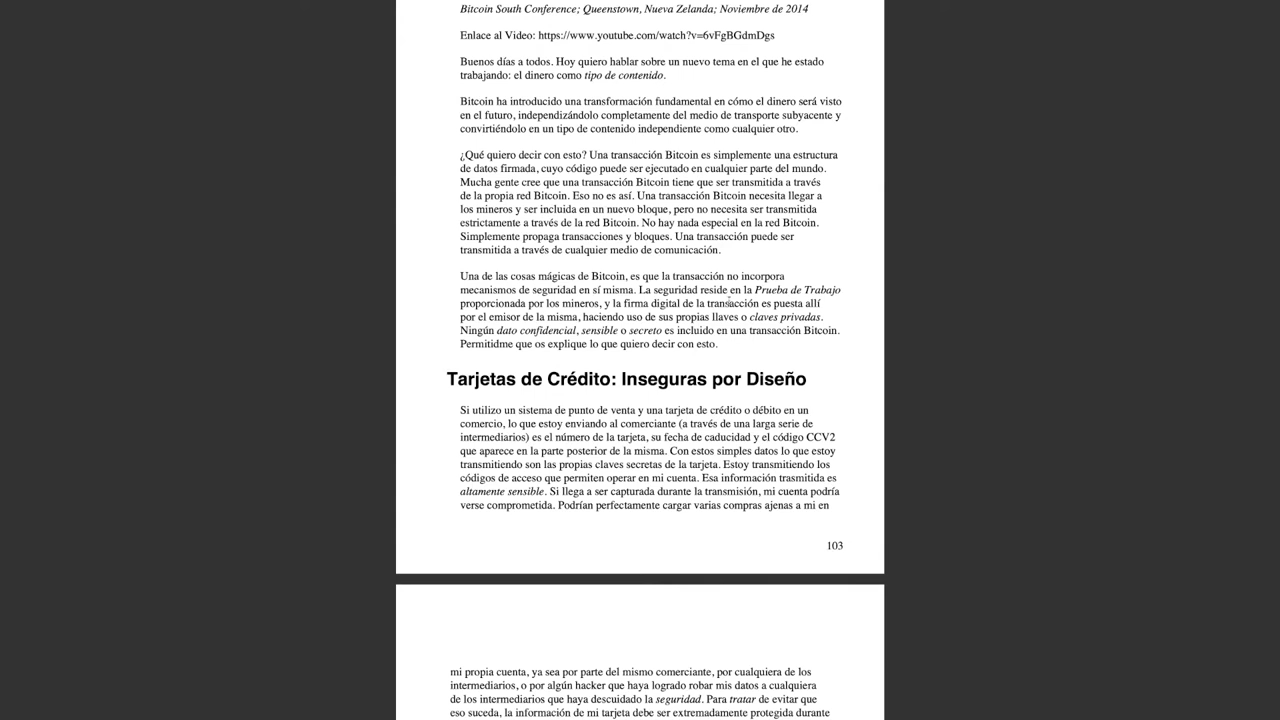 Bitcoin South Conference; Queenstown, Nueva Zelanda; Noviembre de 2014
Enlace al Video: https://www.youtube.com/watch?v=6vFgBGdmDgs
Buenos días a todos. Hoy quiero hablar sobre un nuevo tema en el que he estado
trabajando: el dinero como tipo de contenido.
Bitcoin ha introducido una transformación fundamental en cómo el dinero será visto
en el futuro, independizándolo completamente del medio de transporte subyacente y
convirtiéndolo en un tipo de contenido independiente como cualquier otro.
¿Qué quiero decir con esto? Una transacción Bitcoin es simplemente una estructura
de datos firmada, cuyo código puede ser ejecutado en cualquier parte del mundo.
Mucha gente cree que una transacción Bitcoin tiene que ser transmitida a través
de la propia red Bitcoin. Eso no es así. Una transacción Bitcoin necesita llegar a
los mineros y ser incluida en un nuevo bloque, pero no necesita ser transmitida
estrictamente a través de la red Bitcoin. No hay nada especial en la red Bitcoin.
Simplemente propaga transacciones y bloques. Una transacción puede ser
transmitida a través de cualquier medio de comunicación.
Una de las cosas mágicas de Bitcoin, es que la transacción no incorpora
mecanismos de seguridad en sí misma. La seguridad reside en la Prueba de Trabajo
proporcionada por los mineros, y la firma digital de la transacción es puesta allí
por el emisor de la misma, haciendo uso de sus propias llaves o claves privadas.
Ningún dato confidencial, sensible o secreto es incluido en una transacción Bitcoin.
Permitidme que os explique lo que quiero decir con esto.
Tarjetas de Crédito: Inseguras por Diseño
Si utilizo un sistema de punto de venta y una tarjeta de crédito o débito en un
comercio, lo que estoy enviando al comerciante (a través de una larga serie de
intermediarios) es el número de la tarjeta, su fecha de caducidad y el código CCV2
que aparece en la parte posterior de la misma. Con estos simples datos lo que estoy
transmitiendo son las propias claves secretas de la tarjeta. Estoy transmitiendo los
códigos de acceso que permiten operar en mi cuenta. Esa información trasmitida es
altamente sensible. Si llega a ser capturada durante la transmisión, mi cuenta podría
verse comprometida. Podrían perfectamente cargar varias compras ajenas a mi en
103
mi propia cuenta, ya sea por parte del mismo comerciante, por cualquiera de los
intermediarios, o por algún hacker que haya logrado robar mis datos a cualquiera
de los intermediarios que haya descuidado la seguridad. Para tratar de evitar que
eso suceda, la información de mi tarjeta debe ser extremadamente protegida durante